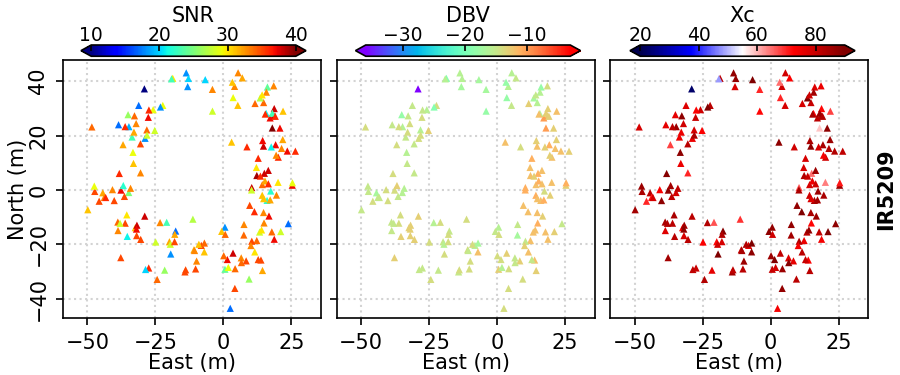 SNR DBV Xc
10 20 30 40 −30 −20 −10 20 40 60 80
40
20
0
−20
−40
North (m)
−50 −25 0 25 −50 −25 0 25 −50 −25 0 25
East (m) East (m) East (m)
IR5209